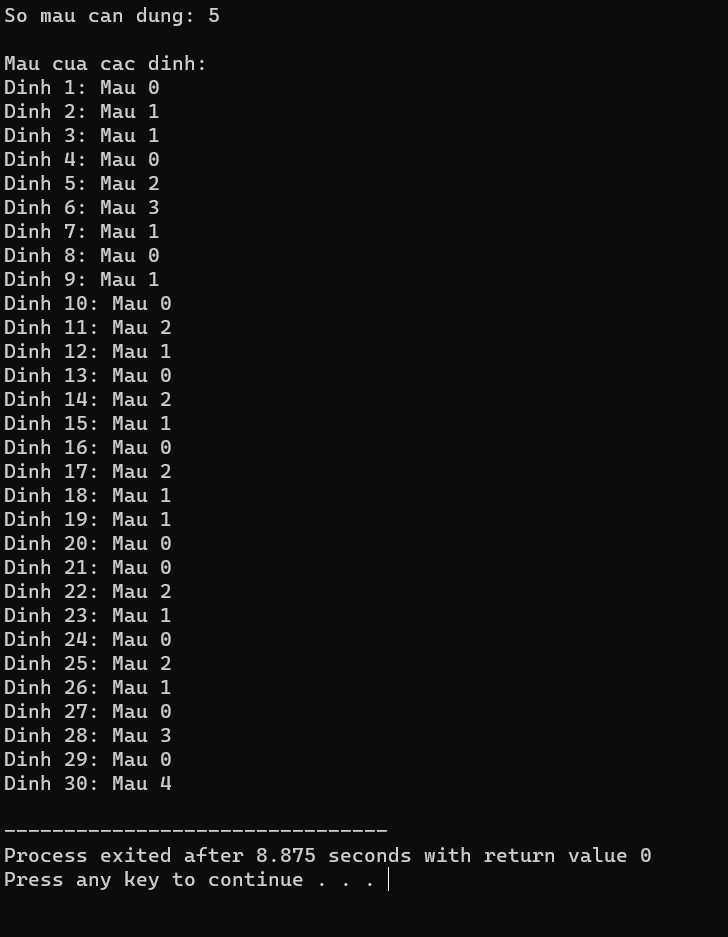 So mau can dung: 5
Mau cua cac dinh:
Dinh 1: Mau 0
Dinh 2: Mau 1
Dinh 3: Mau 1
Dinh 4: Mau 0
Dinh 5: Mau 2
Dinh 6: Mau 3
Dinh 7: Mau 1
Dinh 8: Mau 0
Dinh 9: Mau 1
Dinh 10: Mau 0
Dinh 11: Mau 2
Dinh 12: Mau 1
Dinh 13: Mau 0
Dinh 14: Mau 2
Dinh 15: Mau 1
Dinh 16: Mau 0
Dinh 17: Mau 2
Dinh 18: Mau 1
Dinh 19: Mau 1
Dinh 20: Mau 0
Dinh 21: Mau 0
Dinh 22: Mau 2
Dinh 23: Mau 1
Dinh 24: Mau 0
Dinh 25: Mau 2
Dinh 26: Mau 1
Dinh 27: Mau 0
Dinh 28: Mau 3
Dinh 29: Mau 0
Dinh 30: Mau 4
--------------------------------
Process exited after 8.875 seconds with return value 0
Press any key to continue . . .